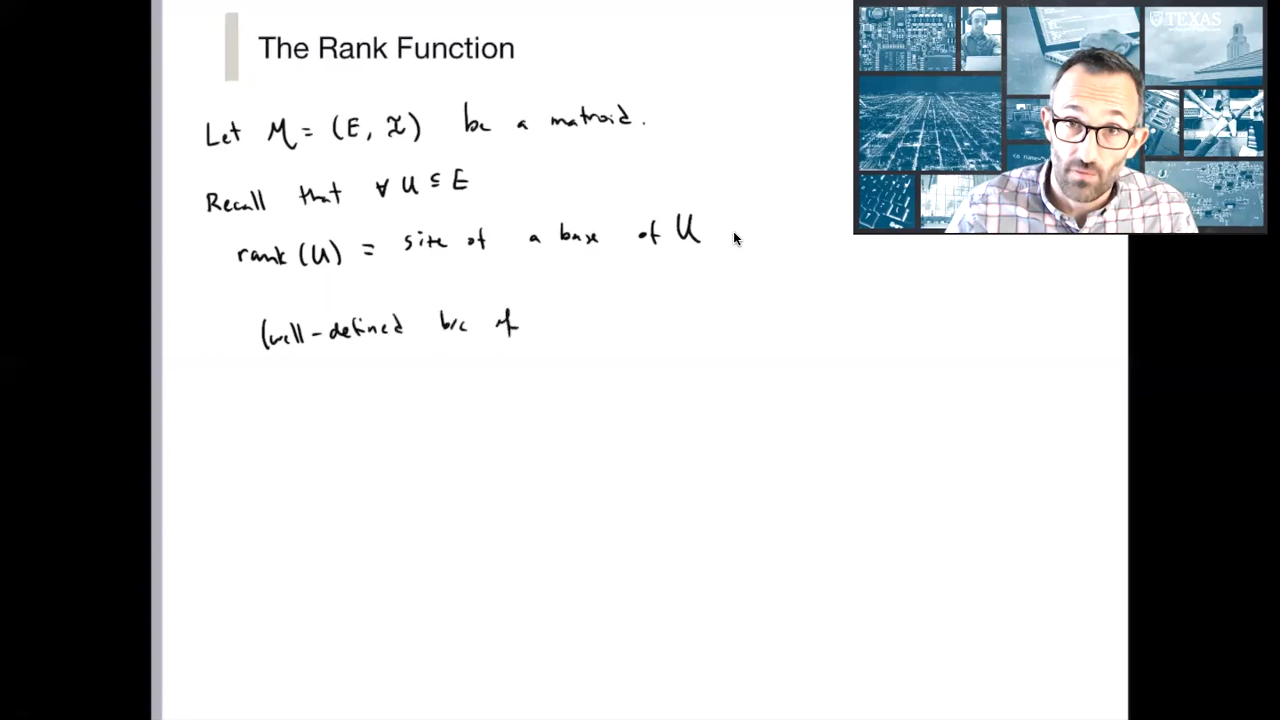 The Rank Function
TEXAS
Let M = (E, I) be a matroid.
Recall that ∀ U ⊆ E
rank (U) = size of a base of U
(well-defined b/c of